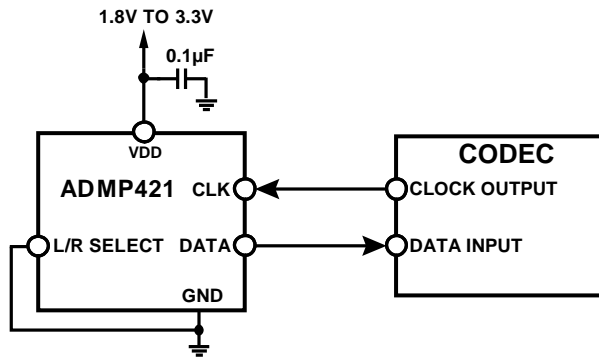 1.8V TO 3.3V
0.1µF
VDD
ADMP421
CLK
L/R SELECT
DATA
GND
CODEC
CLOCK OUTPUT
DATA INPUT